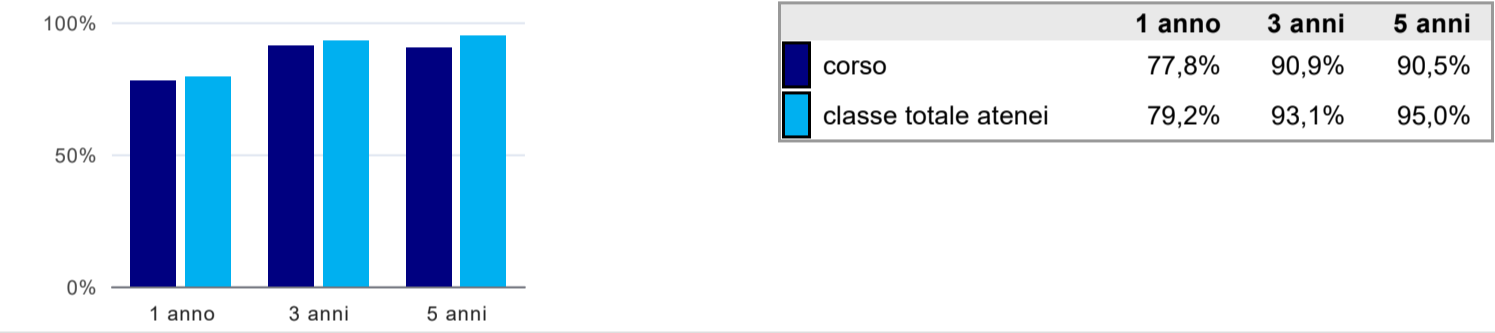 100%
50%
0%
1 anno 3 anni 5 anni
1 anno 3 anni 5 anni
corso 77,8% 90,9% 90,5%
classe totale atenei 79,2% 93,1% 95,0%